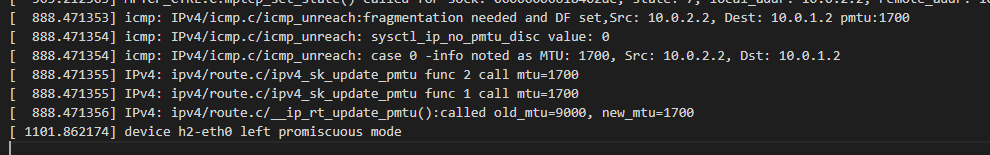 [  888.471353] icmp: IPv4/icmp.c/icmp_unreach:fragmentation needed and DF set,Src: 10.0.2.2, Dest: 10.0.1.2 pmtu:1700
[  888.471354] icmp: ipv4/icmp.c/icmp_unreach: sysctl_ip_no_pmtu_disc value: 0
[  888.471354] icmp: ipv4/icmp.c/icmp_unreach: case 0 -info noted as MTU: 1700, Src: 10.0.2.2, Dst: 10.0.1.2
[  888.471355] IPv4: ipv4/route.c/ipv4_sk_update_pmtu func 2 call mtu=1700
[  888.471355] IPv4: ipv4/route.c/ipv4_sk_update_pmtu func 1 call mtu=1700
[  888.471356] IPv4: ipv4/route.c/__ip_rt_update_pmtu():called old_mtu=9000, new_mtu=1700
[ 1101.862174] device h2-eth0 left promiscuous mode